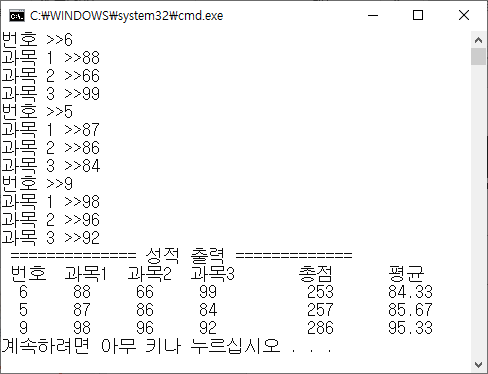 C:₩WINDOWS₩system32₩cmd.exe
번호 >>6
과목 1 >>88
과목 2 >>66
과목 3 >>99
번호 >>5
과목 1 >>87
과목 2 >>86
과목 3 >>84
번호 >>9
과목 1 >>98
과목 2 >>96
과목 3 >>92
============== 성적 출력 =============
번호 과목1 과목2 과목3 총점 평균
6 88 66 99 253 84.33
5 87 86 84 257 85.67
9 98 96 92 286 95.33
계속하려면 아무 키나 누르십시오 . . .